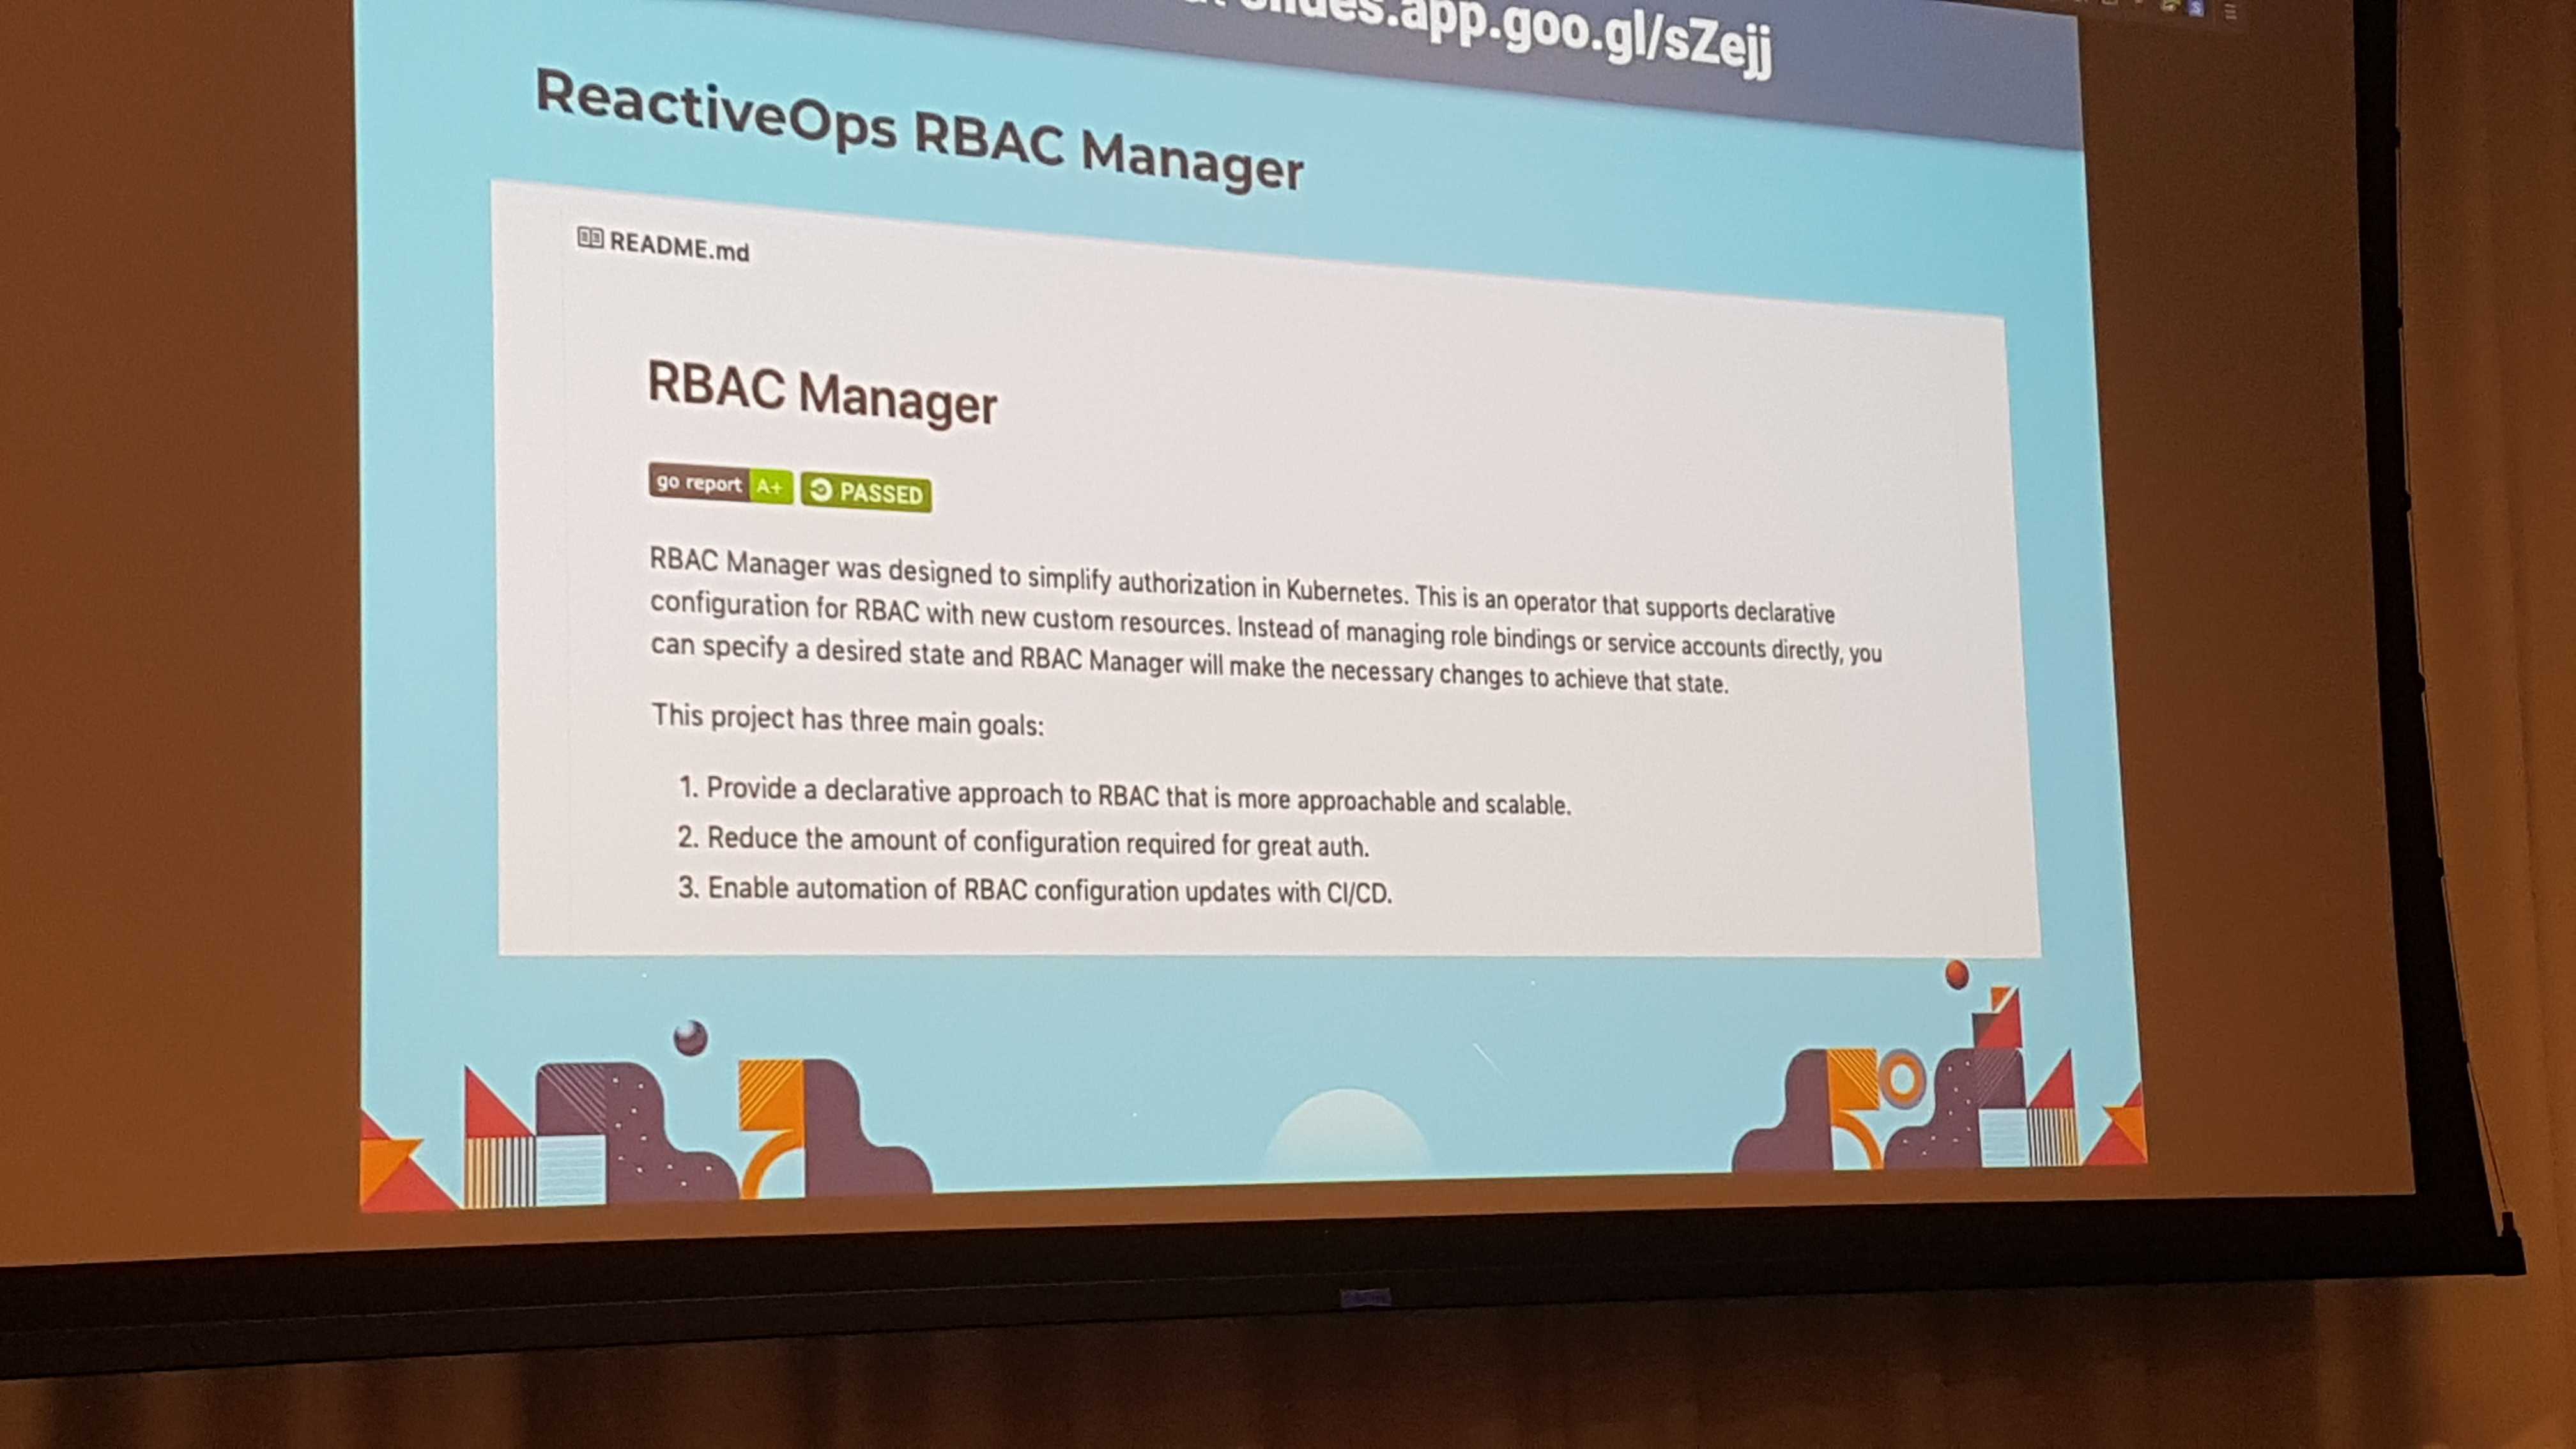 slides.app.goo.gl/sZejj
ReactiveOps RBAC Manager
README.md
RBAC Manager
go report A+ PASSED
RBAC Manager was designed to simplify authorization in Kubernetes. This is an operator that supports declarative
configuration for RBAC with new custom resources. Instead of managing role bindings or service accounts directly, you
can specify a desired state and RBAC Manager will make the necessary changes to achieve that state.
This project has three main goals:
1. Provide a declarative approach to RBAC that is more approachable and scalable.
2. Reduce the amount of configuration required for great auth.
3. Enable automation of RBAC configuration updates with CI/CD.